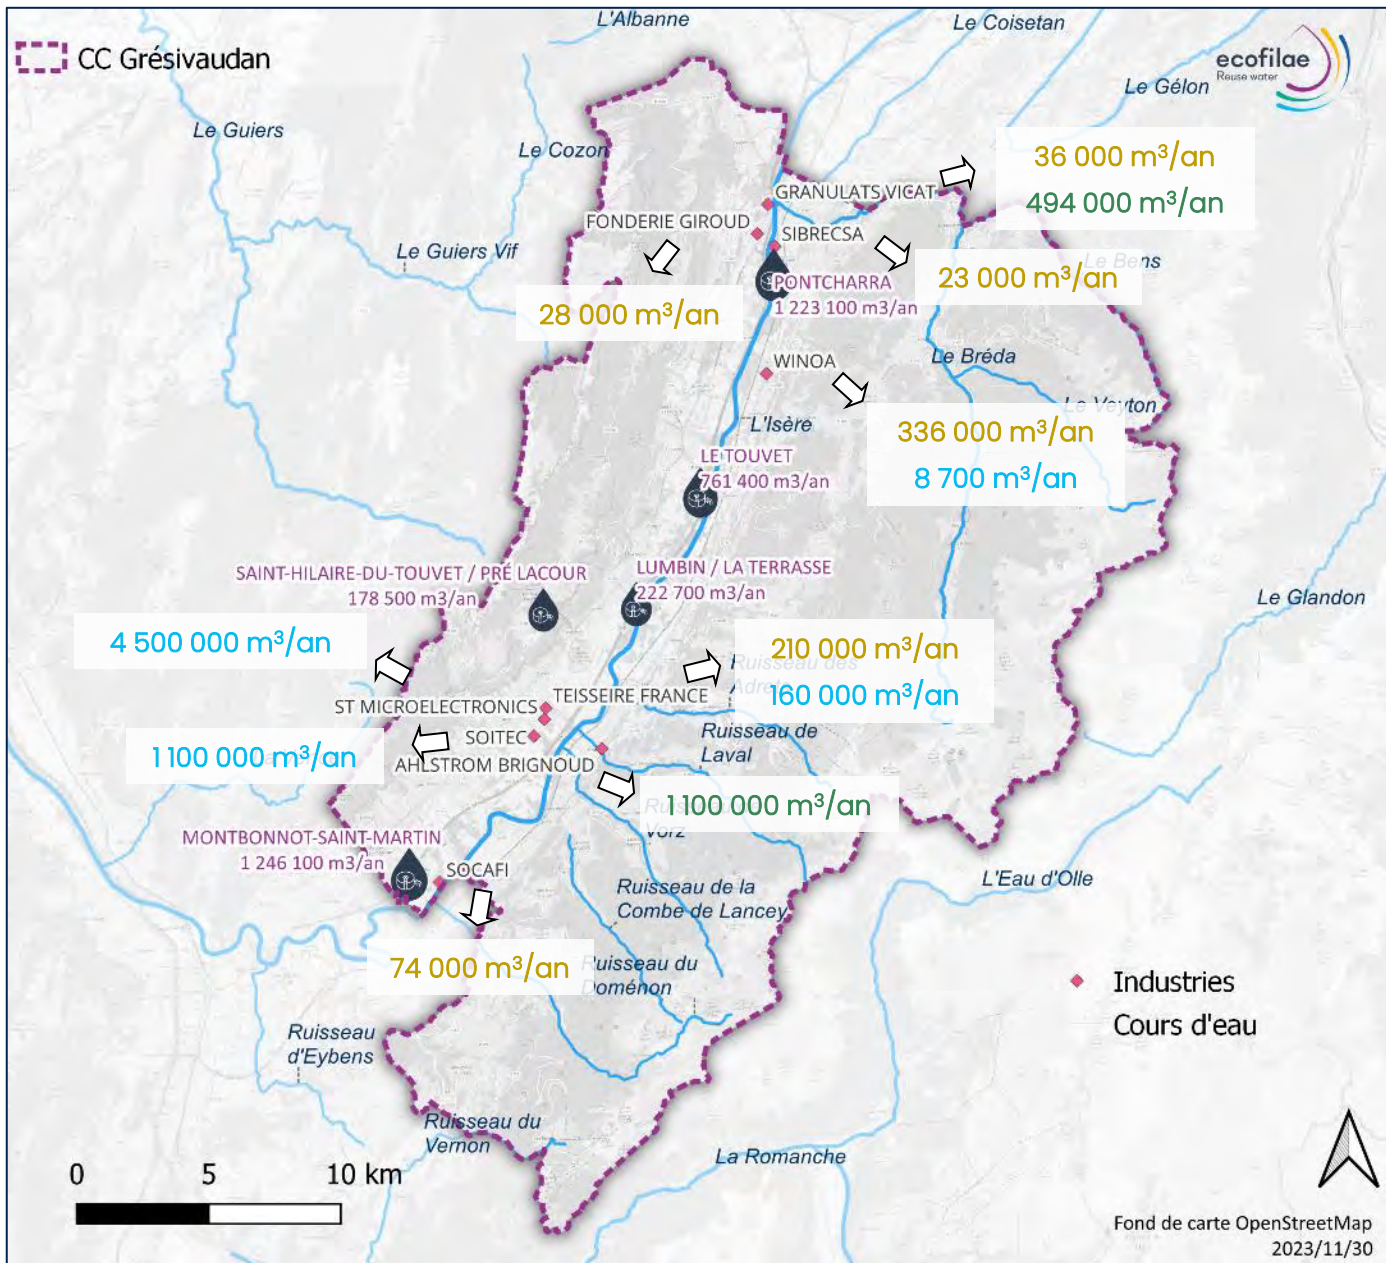 L'Albanne
Le Coisetan
CC Grésivaudan
ecofilae
Reuse water
Le Gélon
Le Guiers
Le Cozon
36 000 m³/an
494 000 m³/an
GRANULATS VICAT
FONDERIE GIROUD
SIBRECSA
Le Guiers Vif
Le Bens
23 000 m³/an
PONTCHARRA
1 223 100 m3/an
28 000 m³/an
WINOA
Le Bréda
Le Veyton
L'Isère
336 000 m³/an
8 700 m³/an
LE TOUVET
761 400 m3/an
SAINT-HILAIRE-DU-TOUVET / PRÉ LACOUR
178 500 m3/an
LUMBIN / LA TERRASSE
222 700 m3/an
Le Glandon
4 500 000 m³/an
210 000 m³/an
160 000 m³/an
Ruisseau des
Adrets
TEISSEIRE FRANCE
ST MICROELECTRONICS
SOITEC
1 100 000 m³/an
AHLSTROM BRIGNOUD
Ruisseau de
Laval
1 100 000 m³/an
Ruisseau
Vorz
MONTBONNOT-SAINT-MARTIN
1 246 100 m3/an
SOCAFI
Ruisseau de la
Combe de Lancey
L'Eau d'Olle
74 000 m³/an
Ruisseau du
Doménon
Industries
Cours d'eau
Ruisseau
d'Eybens
Ruisseau du
Vernon
La Romanche
0 5 10 km
Fond de carte OpenStreetMap
2023/11/30